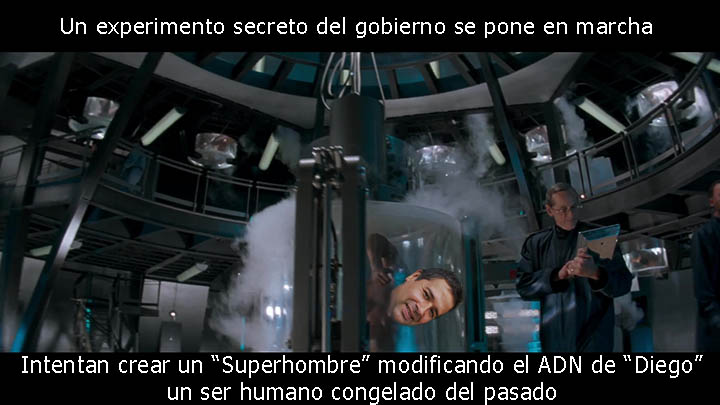 Un experimento secreto del gobierno se pone en marcha
Intentan crear un “Superhombre” modificando el ADN de “Diego”
un ser humano congelado del pasado